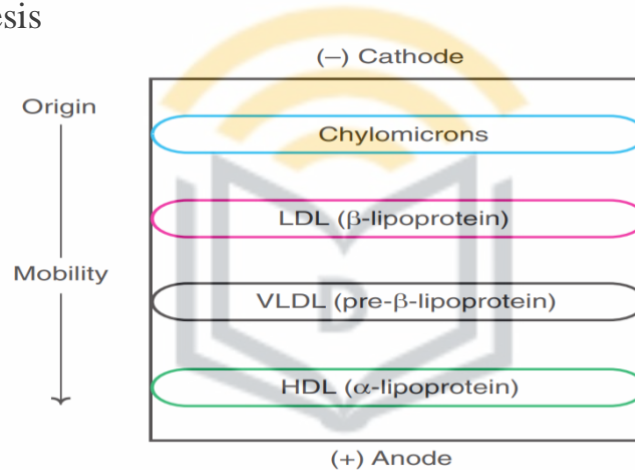 esis
(–) Cathode
Origin
Chylomicrons
LDL (β-lipoprotein)
Mobility
VLDL (pre-β-lipoprotein)
D
HDL (α-lipoprotein)
(+) Anode